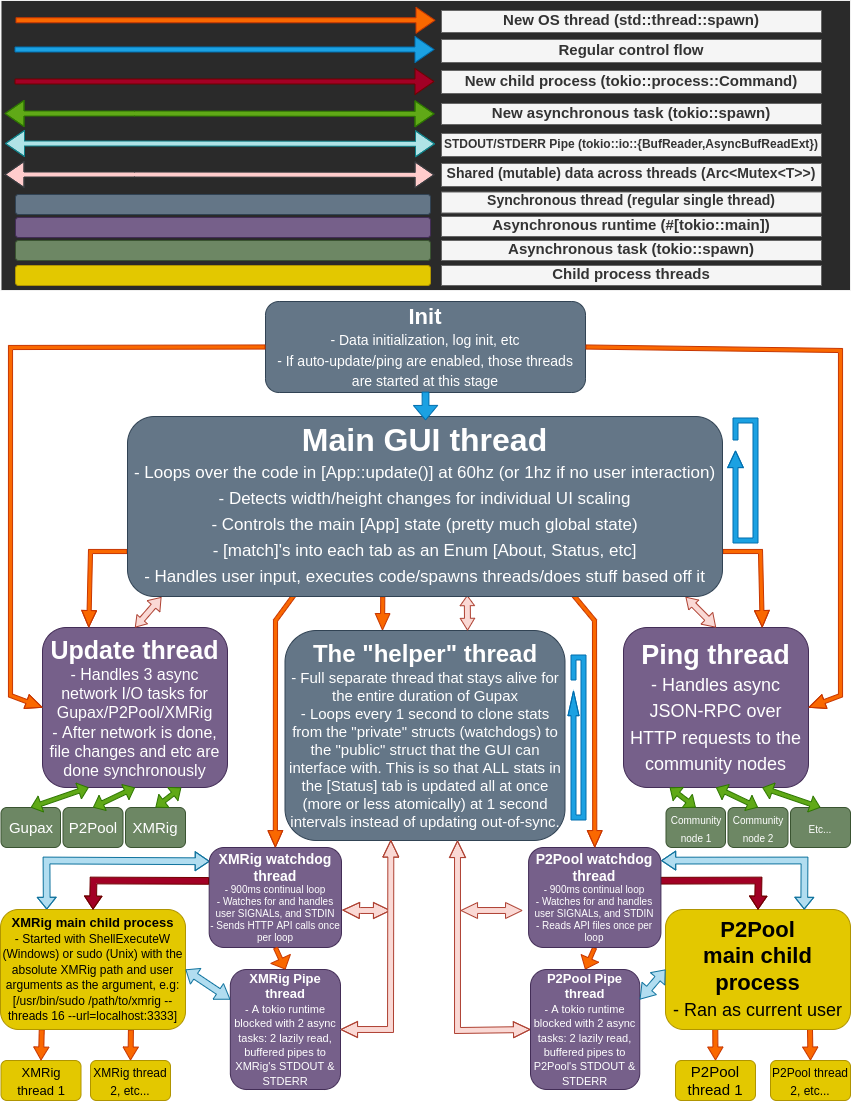 New OS thread (std::thread::spawn)
Regular control flow
New child process (tokio::process::Command)
New asynchronous task (tokio::spawn)
STDOUT/STDERR Pipe (tokio::io::{BufReader,AsyncBufReadExt})
Shared (mutable) data across threads (Arc<Mutex<T>>)
Synchronous thread (regular single thread)
Asynchronous runtime (#[tokio::main])
Asynchronous task (tokio::spawn)
Child process threads
Init
- Data initialization, log init, etc
- If auto-update/ping are enabled, those threads
are started at this stage
Main GUI thread
- Loops over the code in [App::update()] at 60hz (or 1hz if no user interaction)
- Detects width/height changes for individual UI scaling
- Controls the main [App] state (pretty much global state)
- [match]'s into each tab as an Enum [About, Status, etc]
- Handles user input, executes code/spawns threads/does stuff based off it
Update thread
- Handles 3 async
network I/O tasks for
Gupax/P2Pool/XMRig
- After network is done,
file changes and etc are
done synchronously
The "helper" thread
- Full separate thread that stays alive for
the entire duration of Gupax
- Loops every 1 second to clone stats
from the "private" structs (watchdogs) to
the "public" struct that the GUI can
interface with. This is so that ALL stats in
the [Status] tab is updated all at once
(more or less atomically) at 1 second
intervals instead of updating out-of-sync.
Ping thread
- Handles async
JSON-RPC over
HTTP requests to the
community nodes
Gupax
P2Pool
XMRig
Community
node 1
Community
node 2
Etc...
XMRig watchdog
thread
- 900ms continual loop
- Watches for and handles
user SIGNALs, and STDIN
- Sends HTTP API calls once
per loop
P2Pool watchdog
thread
- 900ms continual loop
- Watches for and handles
user SIGNALs, and STDIN
- Reads API files once per
loop
XMRig main child process
- Started with ShellExecuteW
(Windows) or sudo (Unix) with the
absolute XMRig path and user
arguments as the argument, e.g:
[/usr/bin/sudo /path/to/xmrig --
threads 16 --url=localhost:3333]
XMRig Pipe
thread
- A tokio runtime
blocked with 2 async
tasks: 2 lazily read,
buffered pipes to
XMRig's STDOUT &
STDERR
P2Pool Pipe
thread
- A tokio runtime
blocked with 2 async
tasks: 2 lazily read,
buffered pipes to
P2Pool's STDOUT &
STDERR
P2Pool
main child
process
- Ran as current user
XMRig
thread 1
XMRig thread
2, etc...
P2Pool
thread 1
P2Pool thread
2, etc...